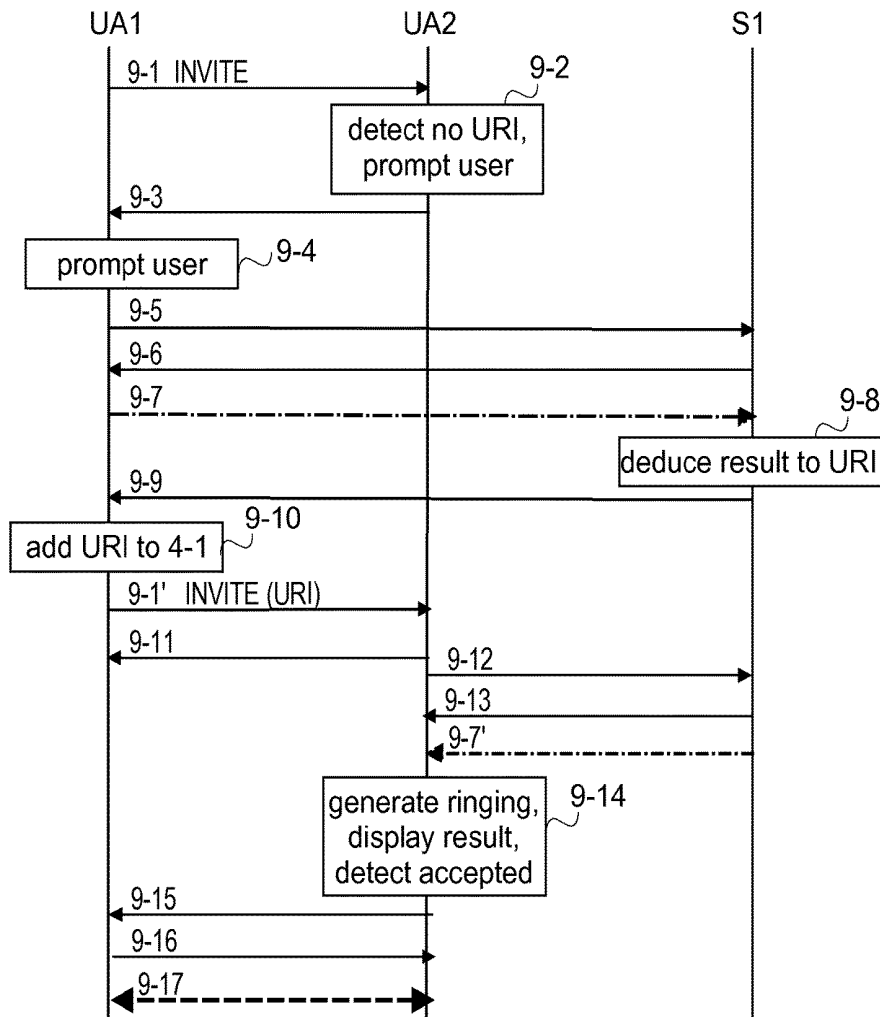 UA1 UA2 S1
9-1 INVITE
9-2
detect no URI,
prompt user
9-3
prompt user
9-4
9-5
9-6
9-7
9-8
deduce result to URI
9-9
9-10
add URI to 4-1
9-1' INVITE (URI)
9-11
9-12
9-13
9-7'
generate ringing,
display result,
detect accepted
9-14
9-15
9-16
9-17